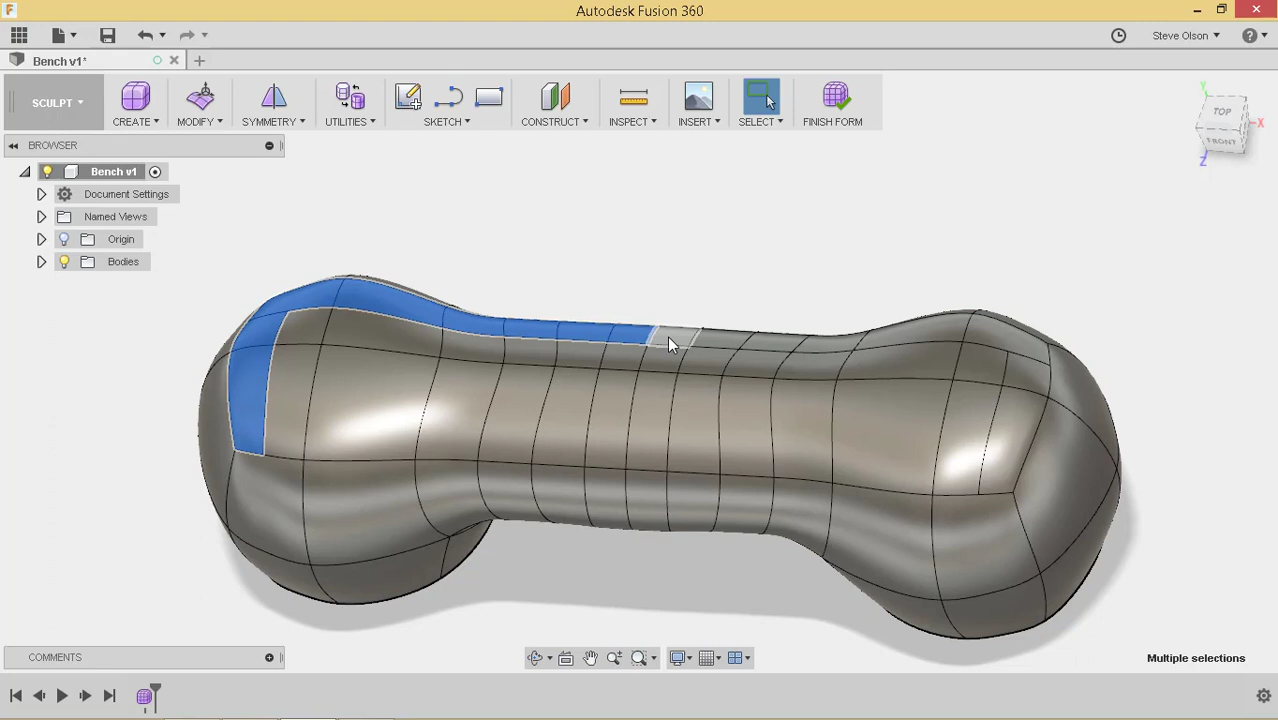 F Autodesk Fusion 360
Steve Olson
Bench v1*
SCULPT
CREATE MODIFY SYMMETRY UTILITIES SKETCH CONSTRUCT INSPECT INSERT SELECT FINISH FORM
TOP
FRONT
Y
X
Z
BROWSER
Bench v1
Document Settings
Named Views
Origin
Bodies
COMMENTS
Multiple selections